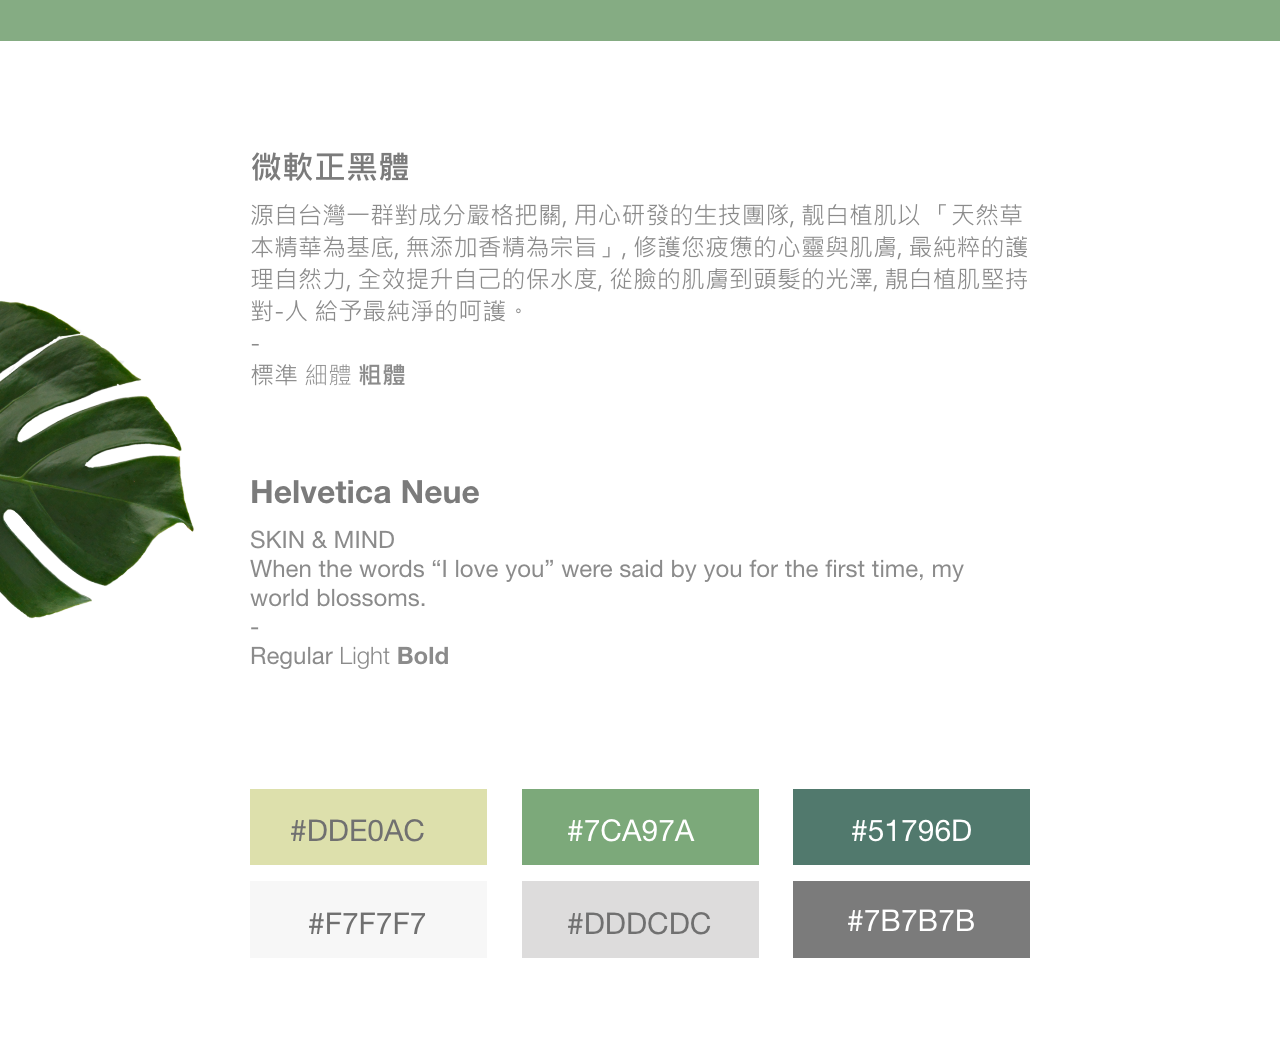 微軟正黑體
源自台灣一群對成分嚴格把關, 用心研發的生技團隊, 靚白植肌以 「天然草
本精華為基底, 無添加香精為宗旨」, 修護您疲憊的心靈與肌膚, 最純粹的護
理自然力, 全效提升自己的保水度, 從臉的肌膚到頭髮的光澤, 靚白植肌堅持
對-人 給予最純淨的呵護。
-
標準 細體 粗體
Helvetica Neue
SKIN & MIND
When the words “I love you” were said by you for the first time, my
world blossoms.
-
Regular Light Bold
#DDE0AC #7CA97A #51796D
#F7F7F7 #DDDCDC #7B7B7B